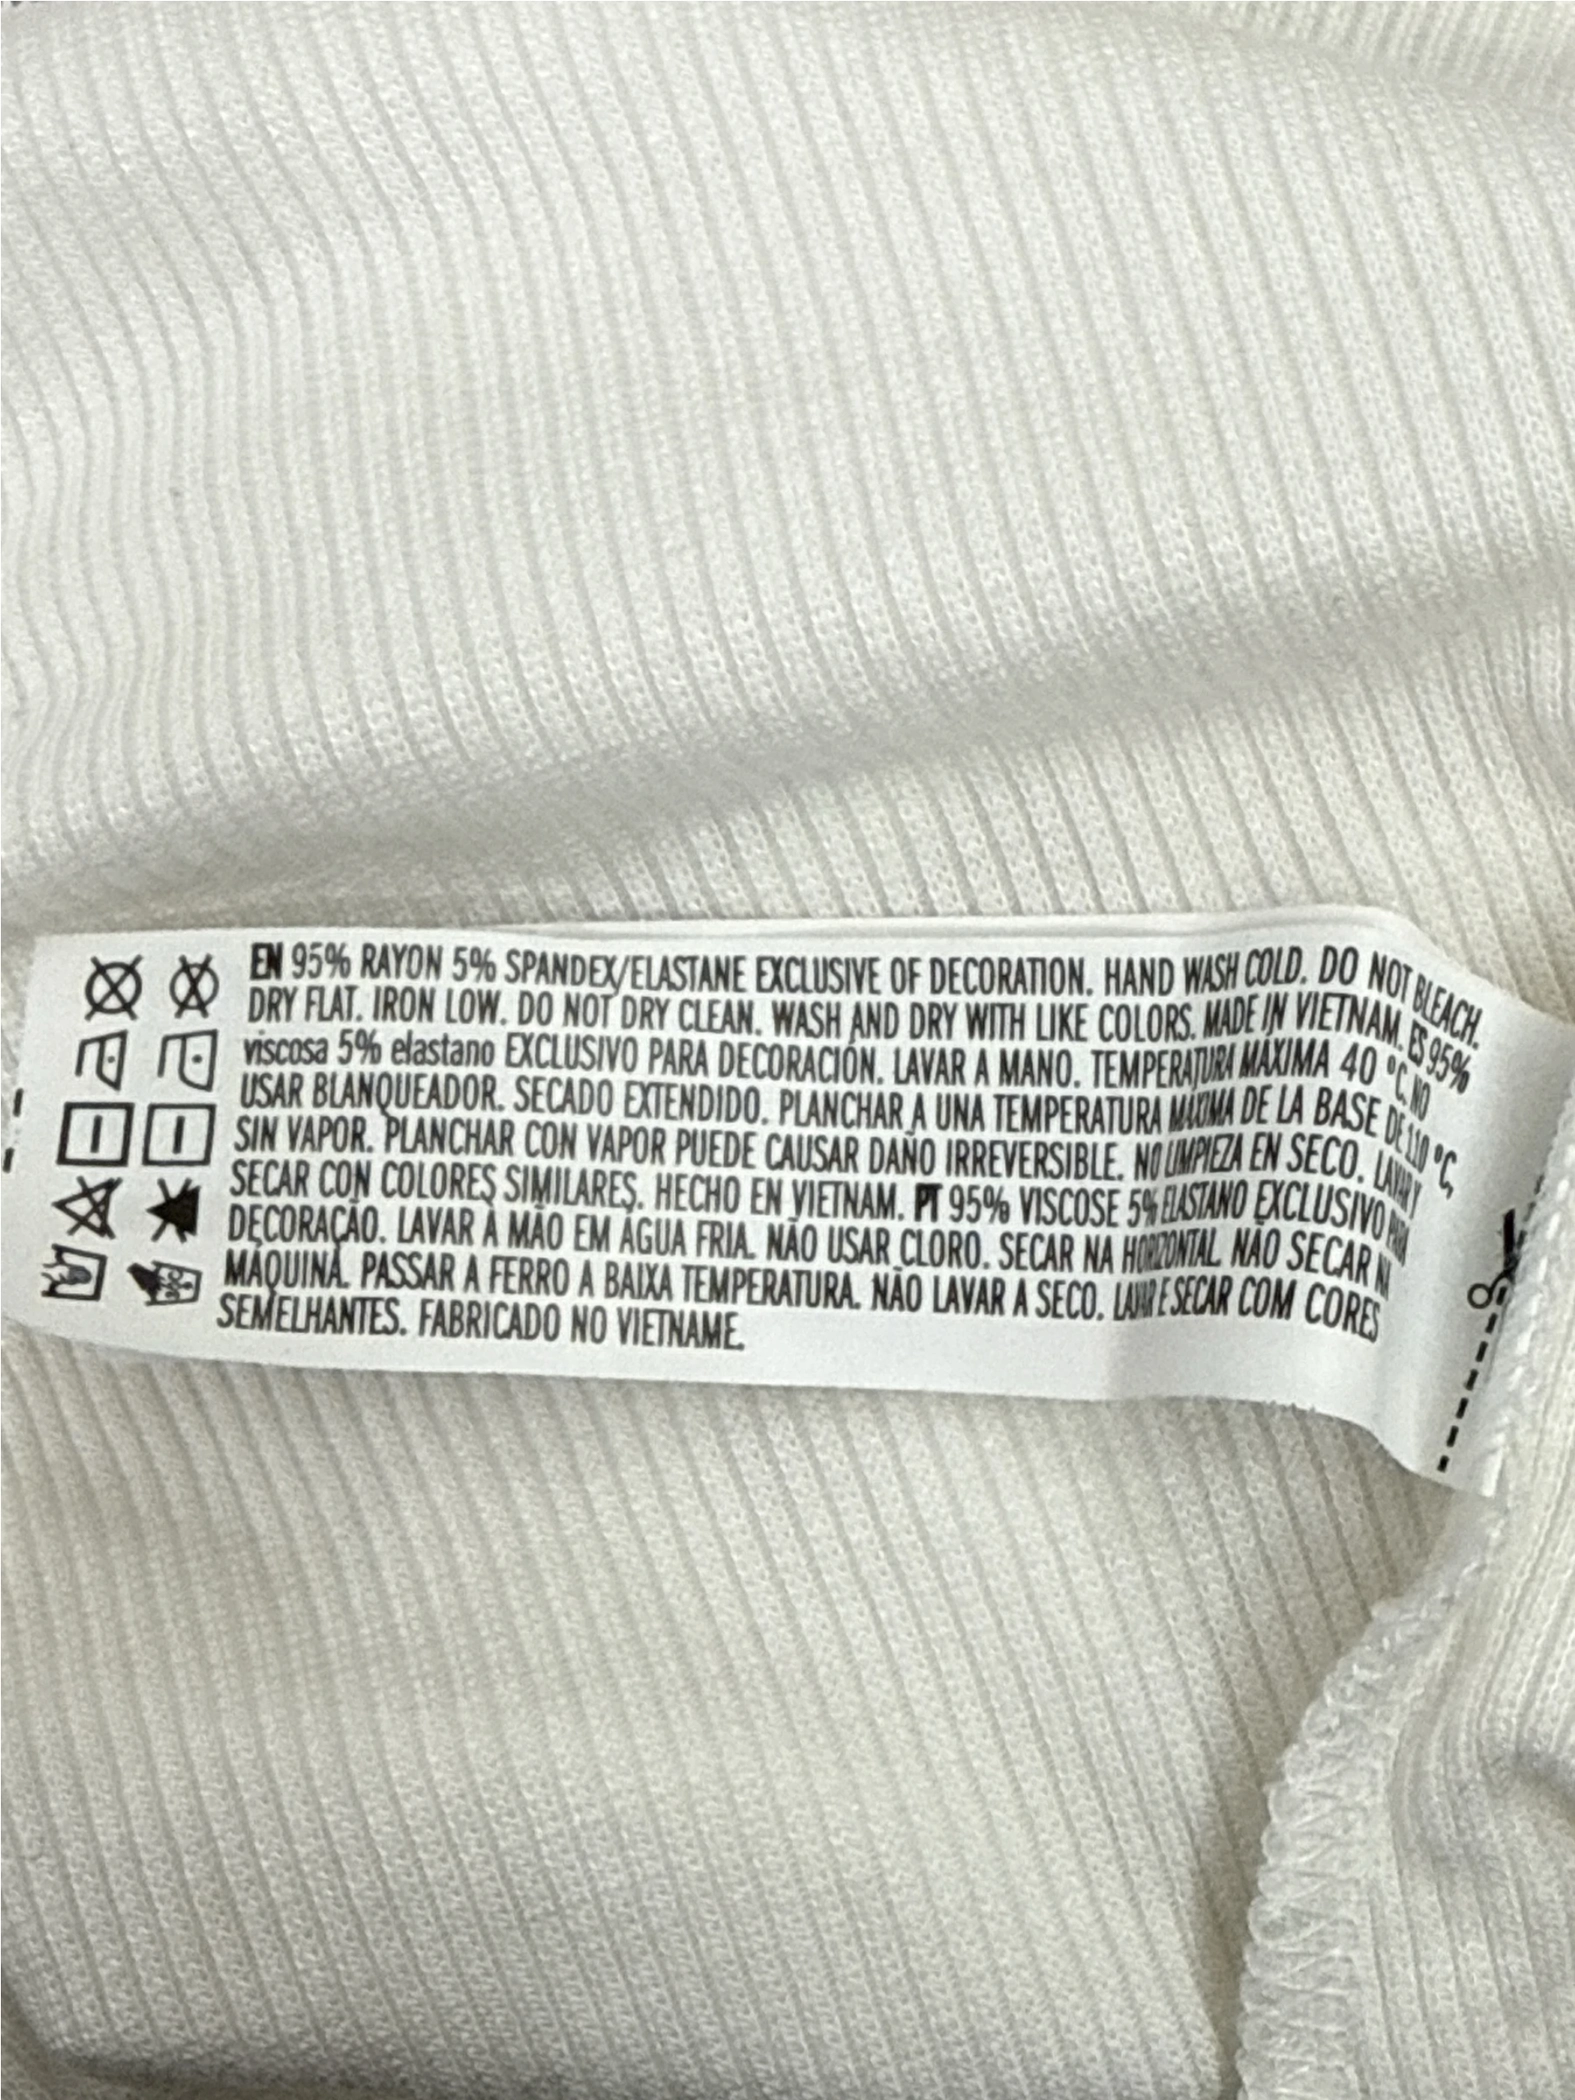 EN 95% RAYON 5% SPANDEX/ELASTANE EXCLUSIVE OF DECORATION. HAND WASH COLD. DO NOT BLEACH.
DRY FLAT. IRON LOW. DO NOT DRY CLEAN. WASH AND DRY WITH LIKE COLORS. MADE IN VIETNAM. ES 95%
viscosa 5% elastano EXCLUSIVO PARA DECORACIÓN. LAVAR A MANO. TEMPERATURA MÁXIMA 40 °C. NO
USAR BLANQUEADOR. SECADO EXTENDIDO. PLANCHAR A UNA TEMPERATURA MÁXIMA DE LA BASE DE 110 °C,
SIN VAPOR. PLANCHAR CON VAPOR PUEDE CAUSAR DAÑO IRREVERSIBLE. NO LIMPIEZA EN SECO. LAVAR Y
SECAR CON COLORES SIMILARES. HECHO EN VIETNAM. PT 95% VISCOSE 5% ELASTANO EXCLUSIVO PARA
DECORAÇÃO. LAVAR À MÃO EM ÁGUA FRIA. NÃO USAR CLORO. SECAR NA HORIZONTAL. NÃO SECAR NA
MÁQUINA. PASSAR A FERRO A BAIXA TEMPERATURA. NÃO LAVAR A SECO. LAVAR E SECAR COM CORES
SEMELHANTES. FABRICADO NO VIETNAME.